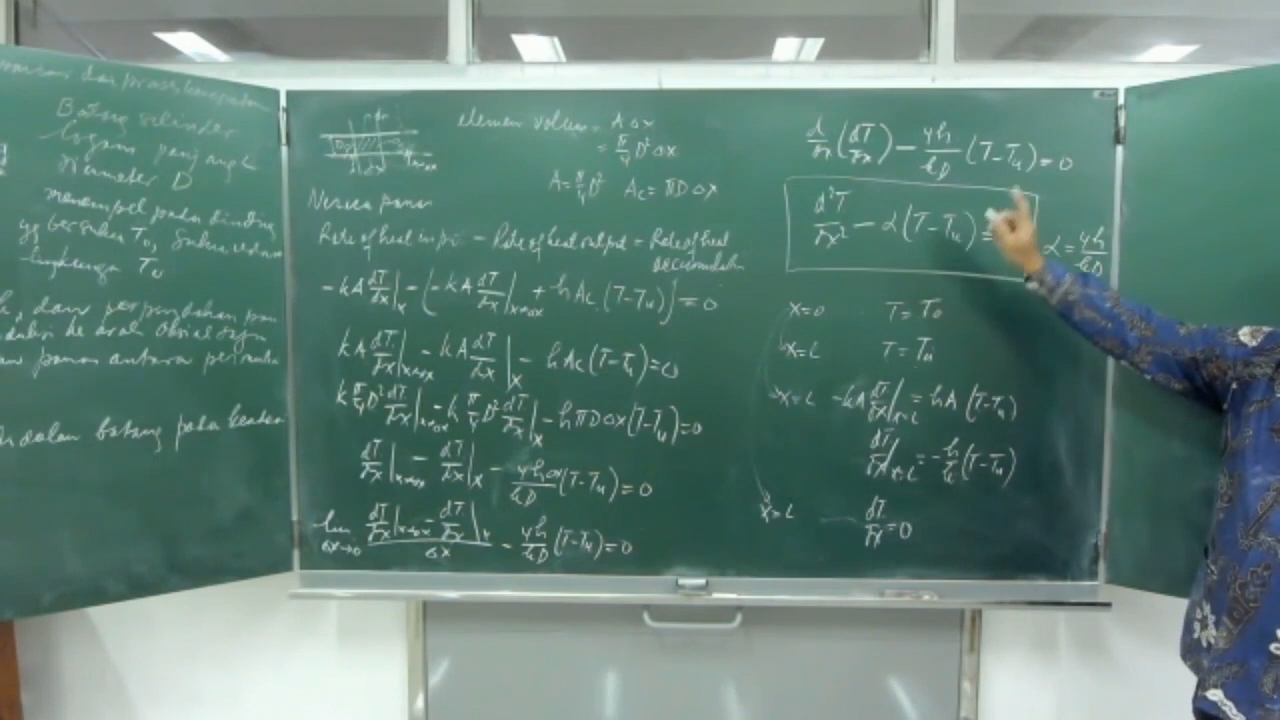 Batang silinder
logam panjang L
diameter D
menempel pada dinding
yg bersuhu T₀, Suhu udara
lingkungan
dalam batang pada keadaan
elemen volum = A Δx
= π/4 D² Δx
A = π/4 D² Ac = πD Δx
Neraca panas
Rate of heat input - Rate of heat output = Rate of heat
accumulation
-kA dT/dx|x - (-kA dT/dx|x+Δx + hAc (T-Tu)) = 0
kA dT/dx|x+Δx - kA dT/dx|x - hAc (T-Tu) = 0
k π/4 D² dT/dx|x+Δx - k π/4 D² dT/dx|x - hπDΔx(T-Tu) = 0
dT/dx|x+Δx - dT/dx|x - 4hΔx/kD (T-Tu) = 0
lim Δx→0 (dT/dx|x+Δx - dT/dx|x)/Δx - 4h/kD (T-Tu) = 0
d/dx (dT/dx) - 4h/kD (T-Tu) = 0
d²T/dx² - α(T-Tu) =
α = 4h/kD
x=0 T = T₀
x=L T = Tu
x=L -kA dT/dx|x=L = hA (T-Tu)
dT/dx|x=L = -h/k (T-Tu)
x=L dT/dx = 0